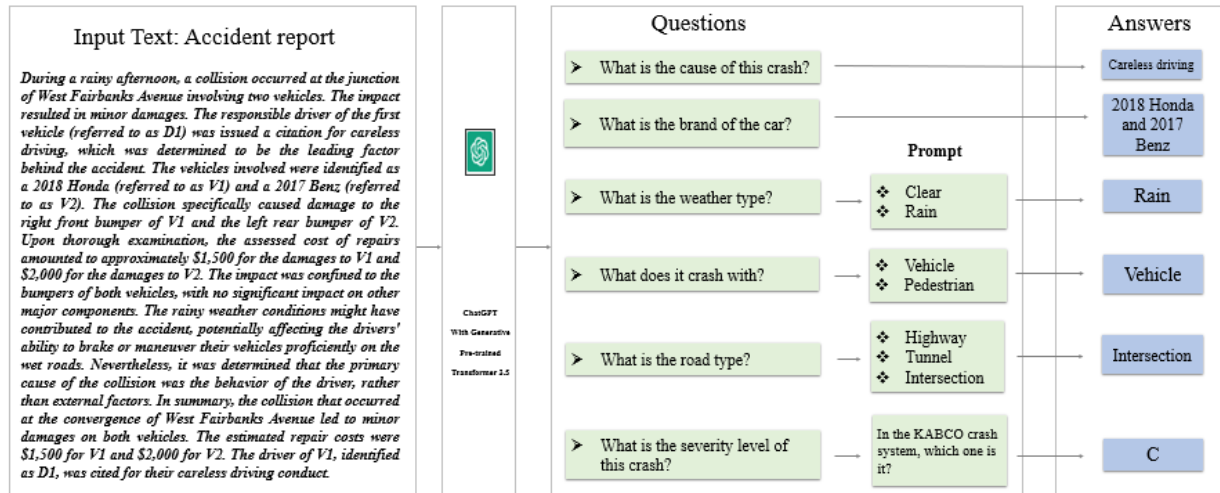 Input Text: Accident report
During a rainy afternoon, a collision occurred at the junction
of West Fairbanks Avenue involving two vehicles. The impact
resulted in minor damages. The responsible driver of the first
vehicle (referred to as D1) was issued a citation for careless
driving, which was determined to be the leading factor
behind the accident. The vehicles involved were identified as
a 2018 Honda (referred to as V1) and a 2017 Benz (referred
to as V2). The collision specifically caused damage to the
right front bumper of V1 and the left rear bumper of V2.
Upon thorough examination, the assessed cost of repairs
amounted to approximately $1,500 for the damages to V1 and
$2,000 for the damages to V2. The impact was confined to the
bumpers of both vehicles, with no significant impact on other
major components. The rainy weather conditions might have
contributed to the accident, potentially affecting the drivers'
ability to brake or maneuver their vehicles proficiently on the
wet roads. Nevertheless, it was determined that the primary
cause of the collision was the behavior of the driver, rather
than external factors. In summary, the collision that occurred
at the convergence of West Fairbanks Avenue led to minor
damages on both vehicles. The estimated repair costs were
$1,500 for V1 and $2,000 for V2. The driver of V1, identified
as D1, was cited for their careless driving conduct.
ChatGPT
With Generative
Pre-trained
Transformer 3.5
Questions
What is the cause of this crash?
What is the brand of the car?
What is the weather type?
What does it crash with?
What is the road type?
What is the severity level of
this crash?
Prompt
Clear
Rain
Vehicle
Pedestrian
Highway
Tunnel
Intersection
In the KABCO crash
system, which one is
it?
Answers
Careless driving
2018 Honda
and 2017
Benz
Rain
Vehicle
Intersection
C